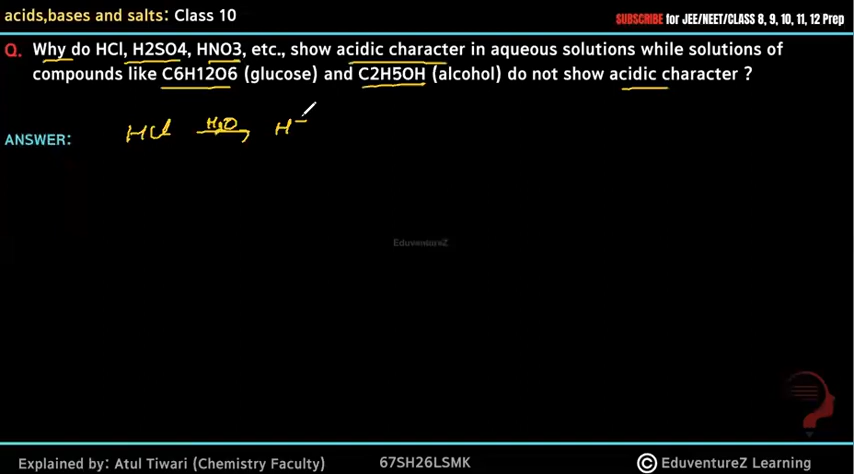 acids,bases and salts: Class 10
SUBSCRIBE for JEE/NEET/CLASS 8, 9, 10, 11, 12 Prep
Q. Why do HCl, H2SO4, HNO3, etc., show acidic character in aqueous solutions while solutions of
compounds like C6H12O6 (glucose) and C2H5OH (alcohol) do not show acidic character ?
ANSWER:
HCl H2O H
EduventureZ
Explained by: Atul Tiwari (Chemistry Faculty)
67SH26LSMK
© EduventureZ Learning